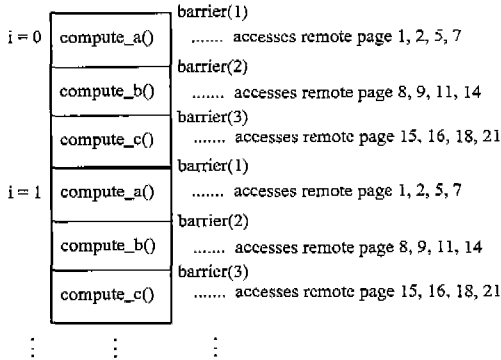 barrier(1)
i = 0 compute_a() ....... accesses remote page 1, 2, 5, 7
barrier(2)
compute_b() ....... accesses remote page 8, 9, 11, 14
barrier(3)
compute_c() ....... accesses remote page 15, 16, 18, 21
barrier(1)
i = 1 compute_a() ....... accesses remote page 1, 2, 5, 7
barrier(2)
compute_b() ....... accesses remote page 8, 9, 11, 14
barrier(3)
compute_c() ....... accesses remote page 15, 16, 18, 21